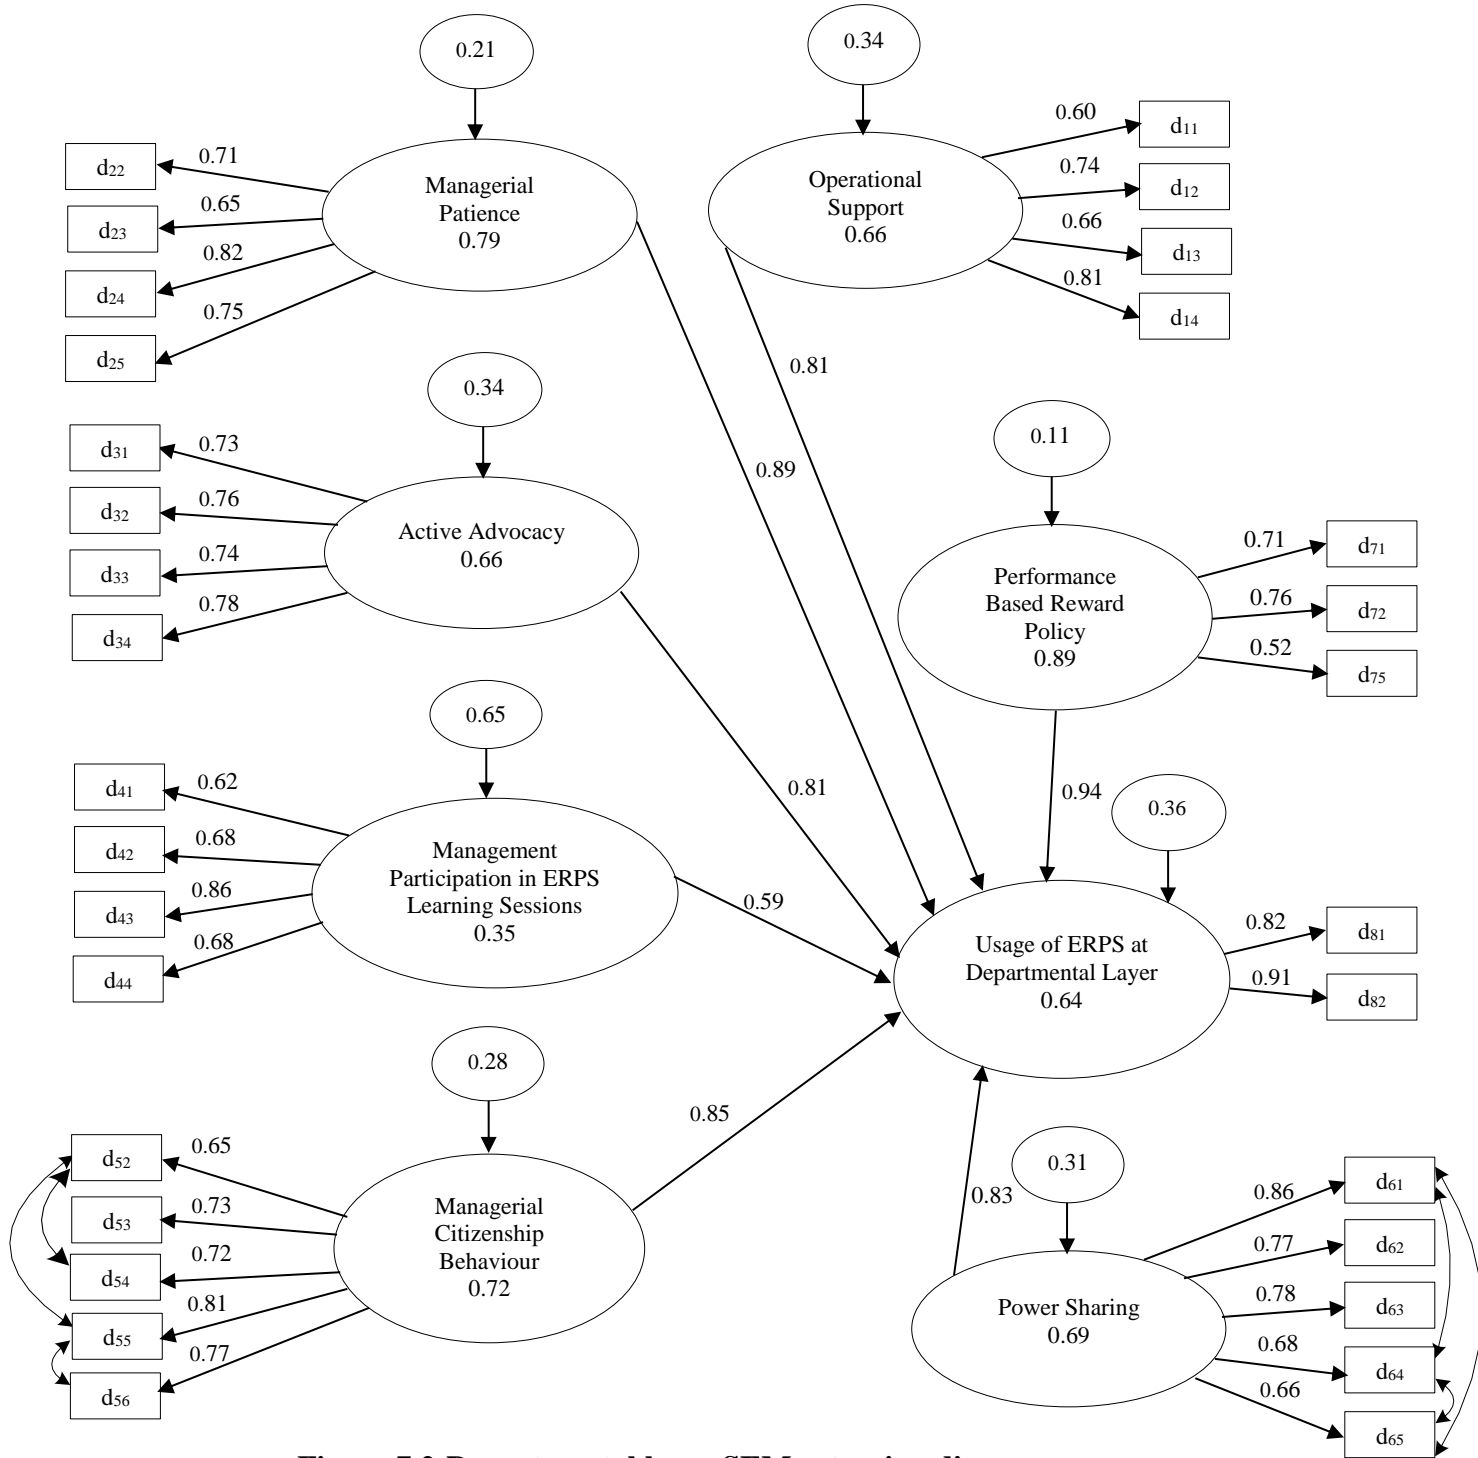 0.21
Managerial
Patience
0.79
d22
0.71
d23
0.65
d24
0.82
d25
0.75
0.34
Operational
Support
0.66
0.60
d11
0.74
d12
0.66
d13
0.81
d14
0.81
0.89
0.34
Active Advocacy
0.66
d31
0.73
d32
0.76
d33
0.74
d34
0.78
0.81
0.11
Performance
Based Reward
Policy
0.89
0.71
d71
0.76
d72
0.52
d75
0.94
0.65
Management
Participation in ERPS
Learning Sessions
0.35
d41
0.62
d42
0.68
d43
0.86
d44
0.68
0.59
0.36
Usage of ERPS at
Departmental Layer
0.64
0.82
d81
0.91
d82
0.28
Managerial
Citizenship
Behaviour
0.72
d52
0.65
d53
0.73
d54
0.72
d55
0.81
d56
0.77
0.85
0.83
0.31
Power Sharing
0.69
0.86
d61
0.77
d62
0.78
d63
0.68
d64
0.66
d65